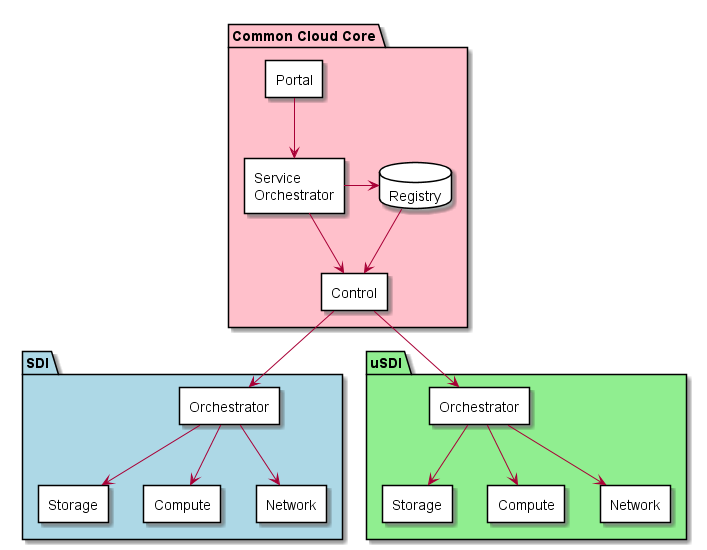 Common Cloud Core
Portal
Service
Orchestrator
Registry
Control
SDI
Orchestrator
Storage
Compute
Network
uSDI
Orchestrator
Storage
Compute
Network